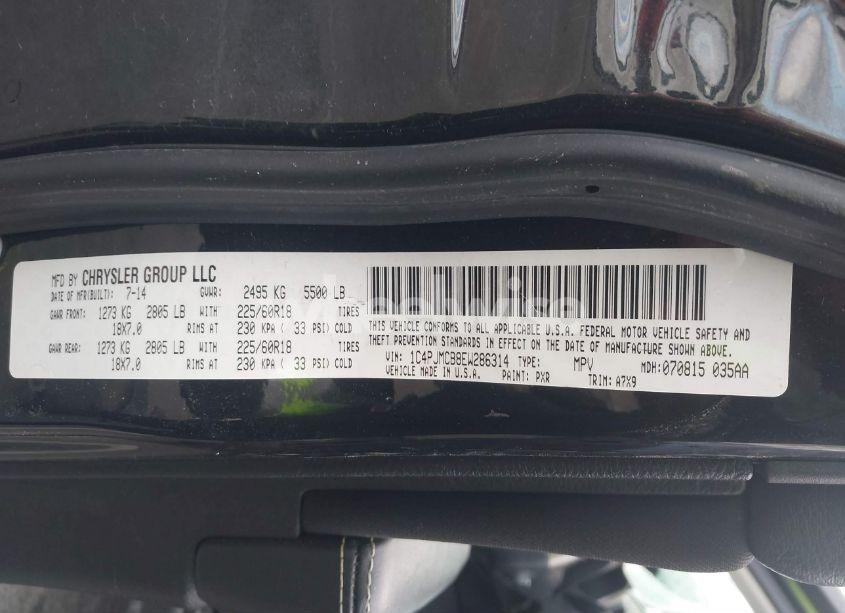 MFD BY CHRYSLER GROUP LLC
DATE OF MFR(BUILT): 7-14 GVWR: 2495 KG 5500 LB
GAWR FRONT: 1273 KG 2805 LB WITH 225/60R18 TIRES
18X7.0 RIMS AT 230 KPA ( 33 PSI) COLD
GAWR REAR: 1273 KG 2805 LB WITH 225/60R18 TIRES
18X7.0 RIMS AT 230 KPA ( 33 PSI) COLD
THIS VEHICLE CONFORMS TO ALL APPLICABLE U.S.A. FEDERAL MOTOR VEHICLE SAFETY AND
THEFT PREVENTION STANDARDS IN EFFECT ON THE DATE OF MANUFACTURE SHOWN ABOVE.
VIN: 1C4PJMCB8EW286314 TYPE: MPV MDH:070815 035AA
VEHICLE MADE IN U.S.A. PAINT: PXR TRIM: A7X9